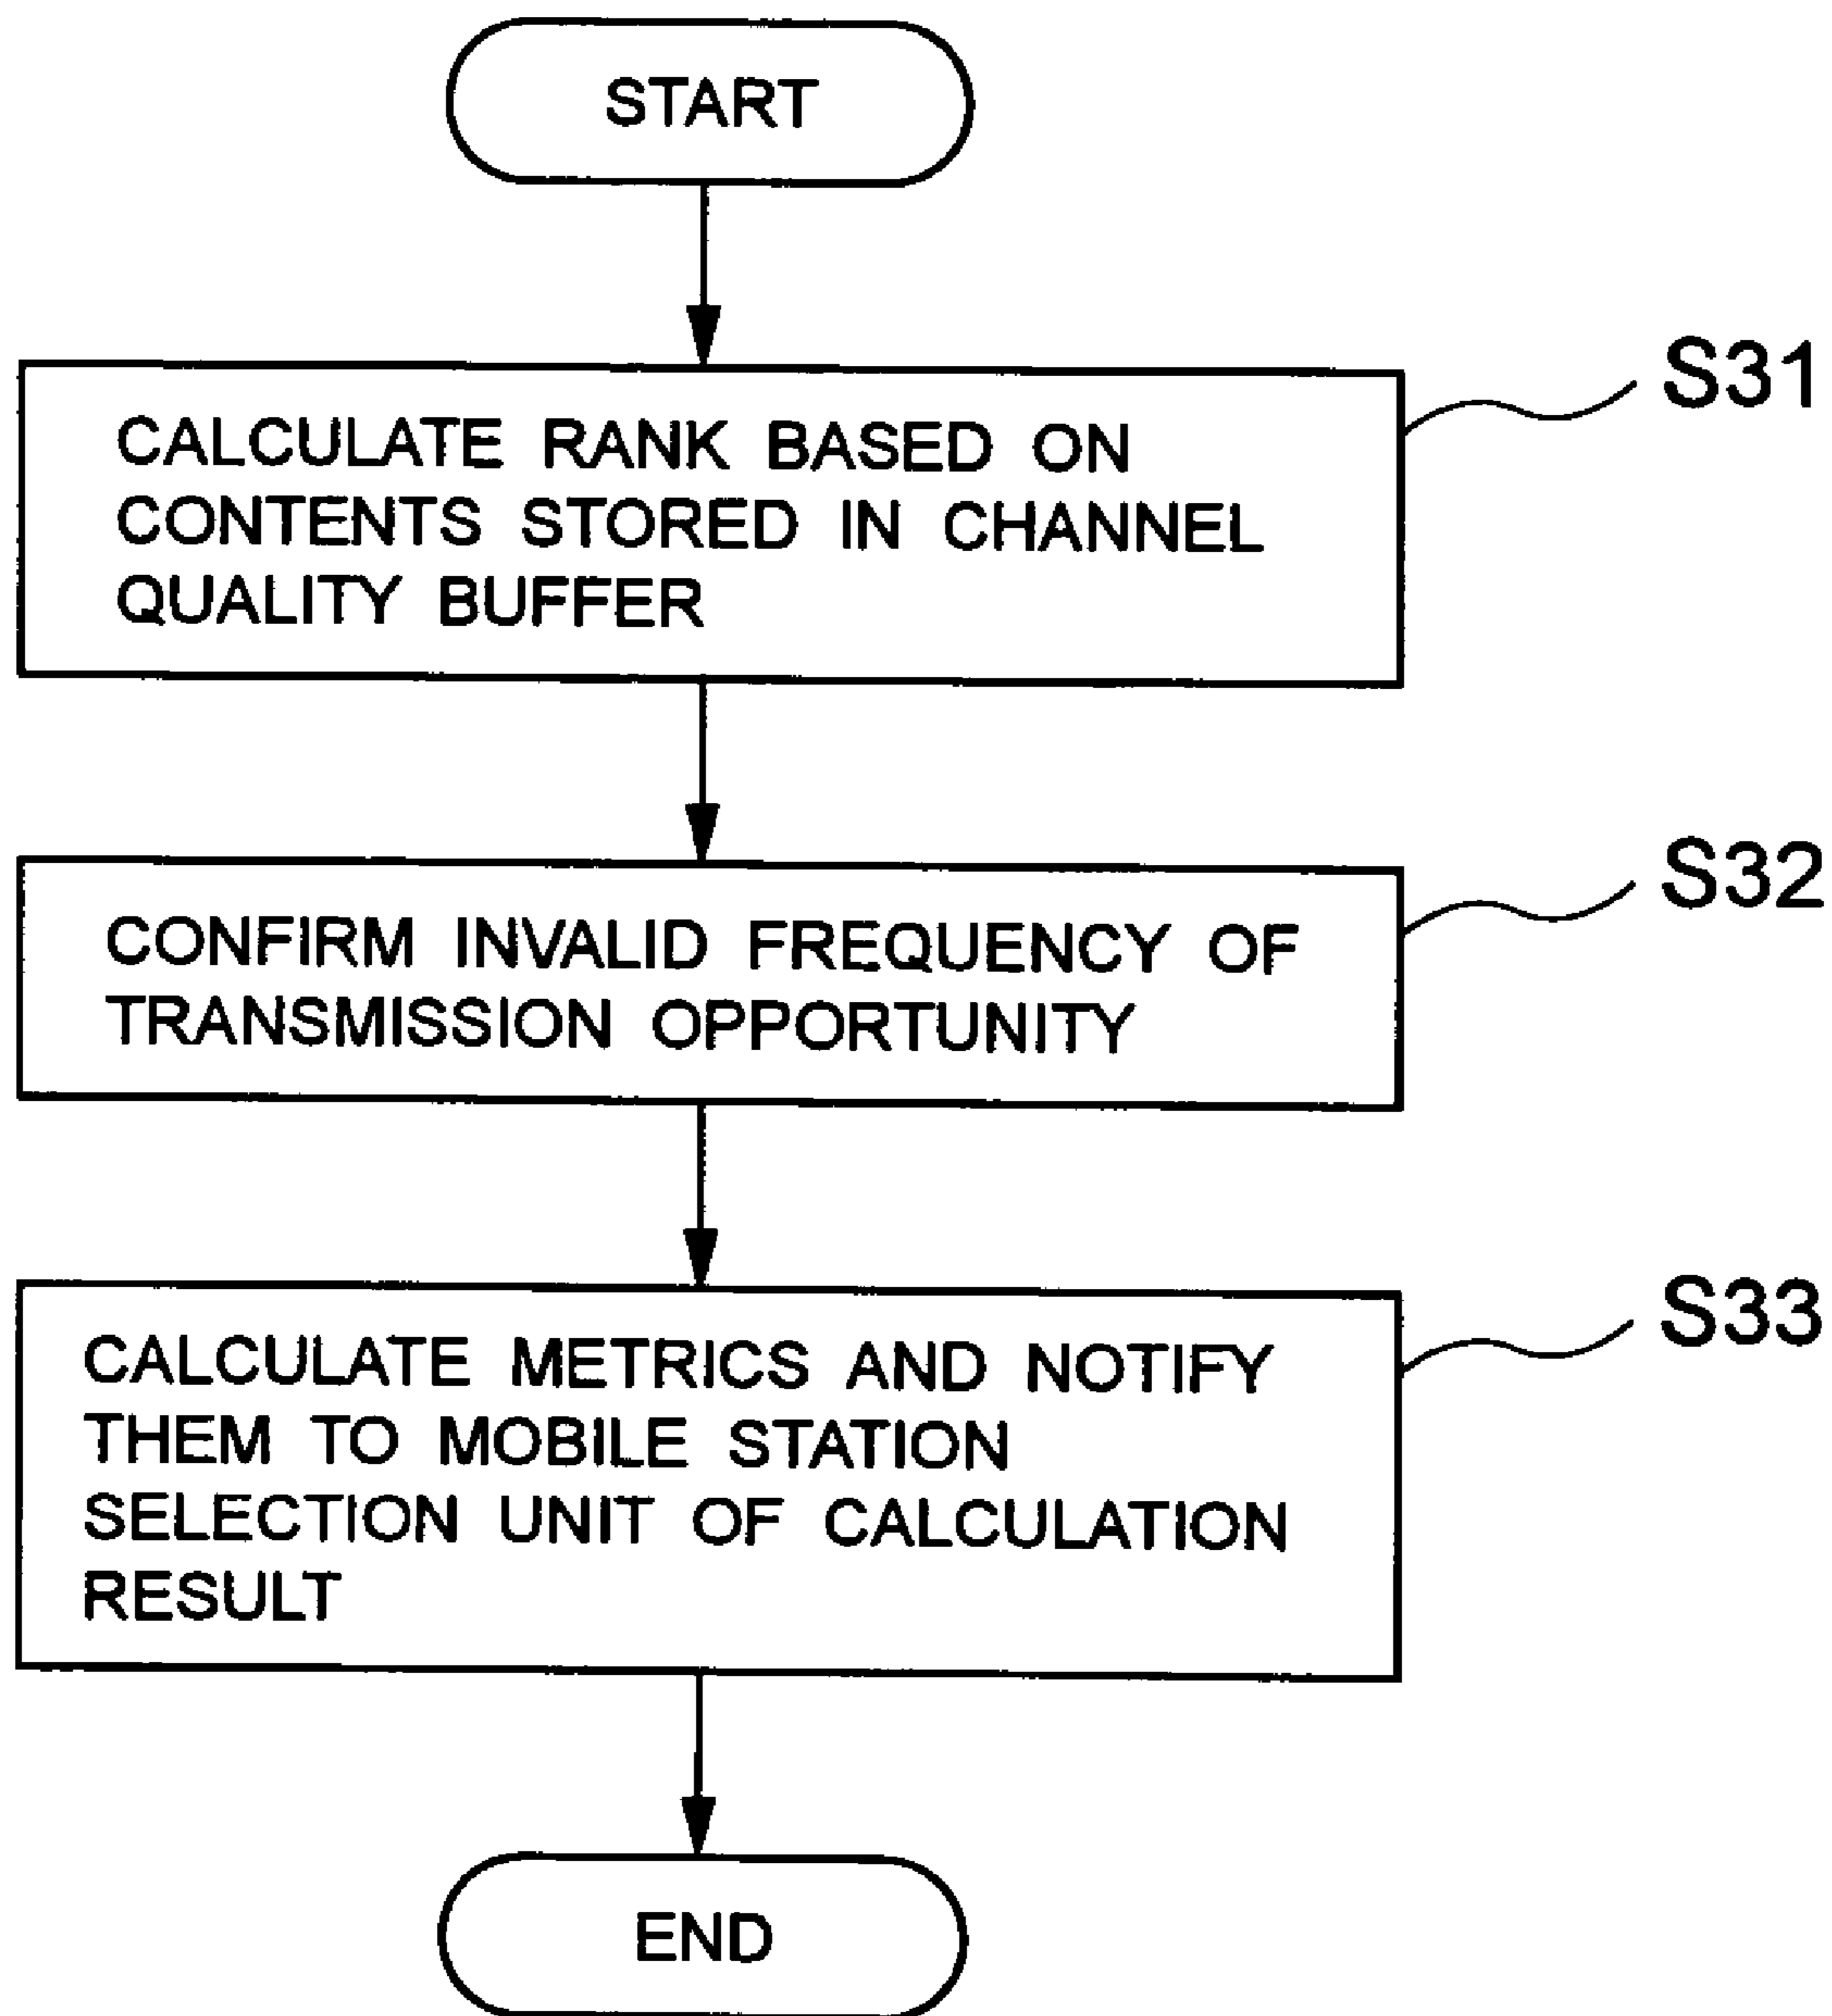 START
S31
CALCULATE RANK BASED ON
CONTENTS STORED IN CHANNEL
QUALITY BUFFER
S32
CONFIRM INVALID FREQUENCY OF
TRANSMISSION OPPORTUNITY
S33
CALCULATE METRICS AND NOTIFY
THEM TO MOBILE STATION
SELECTION UNIT OF CALCULATION
RESULT
END